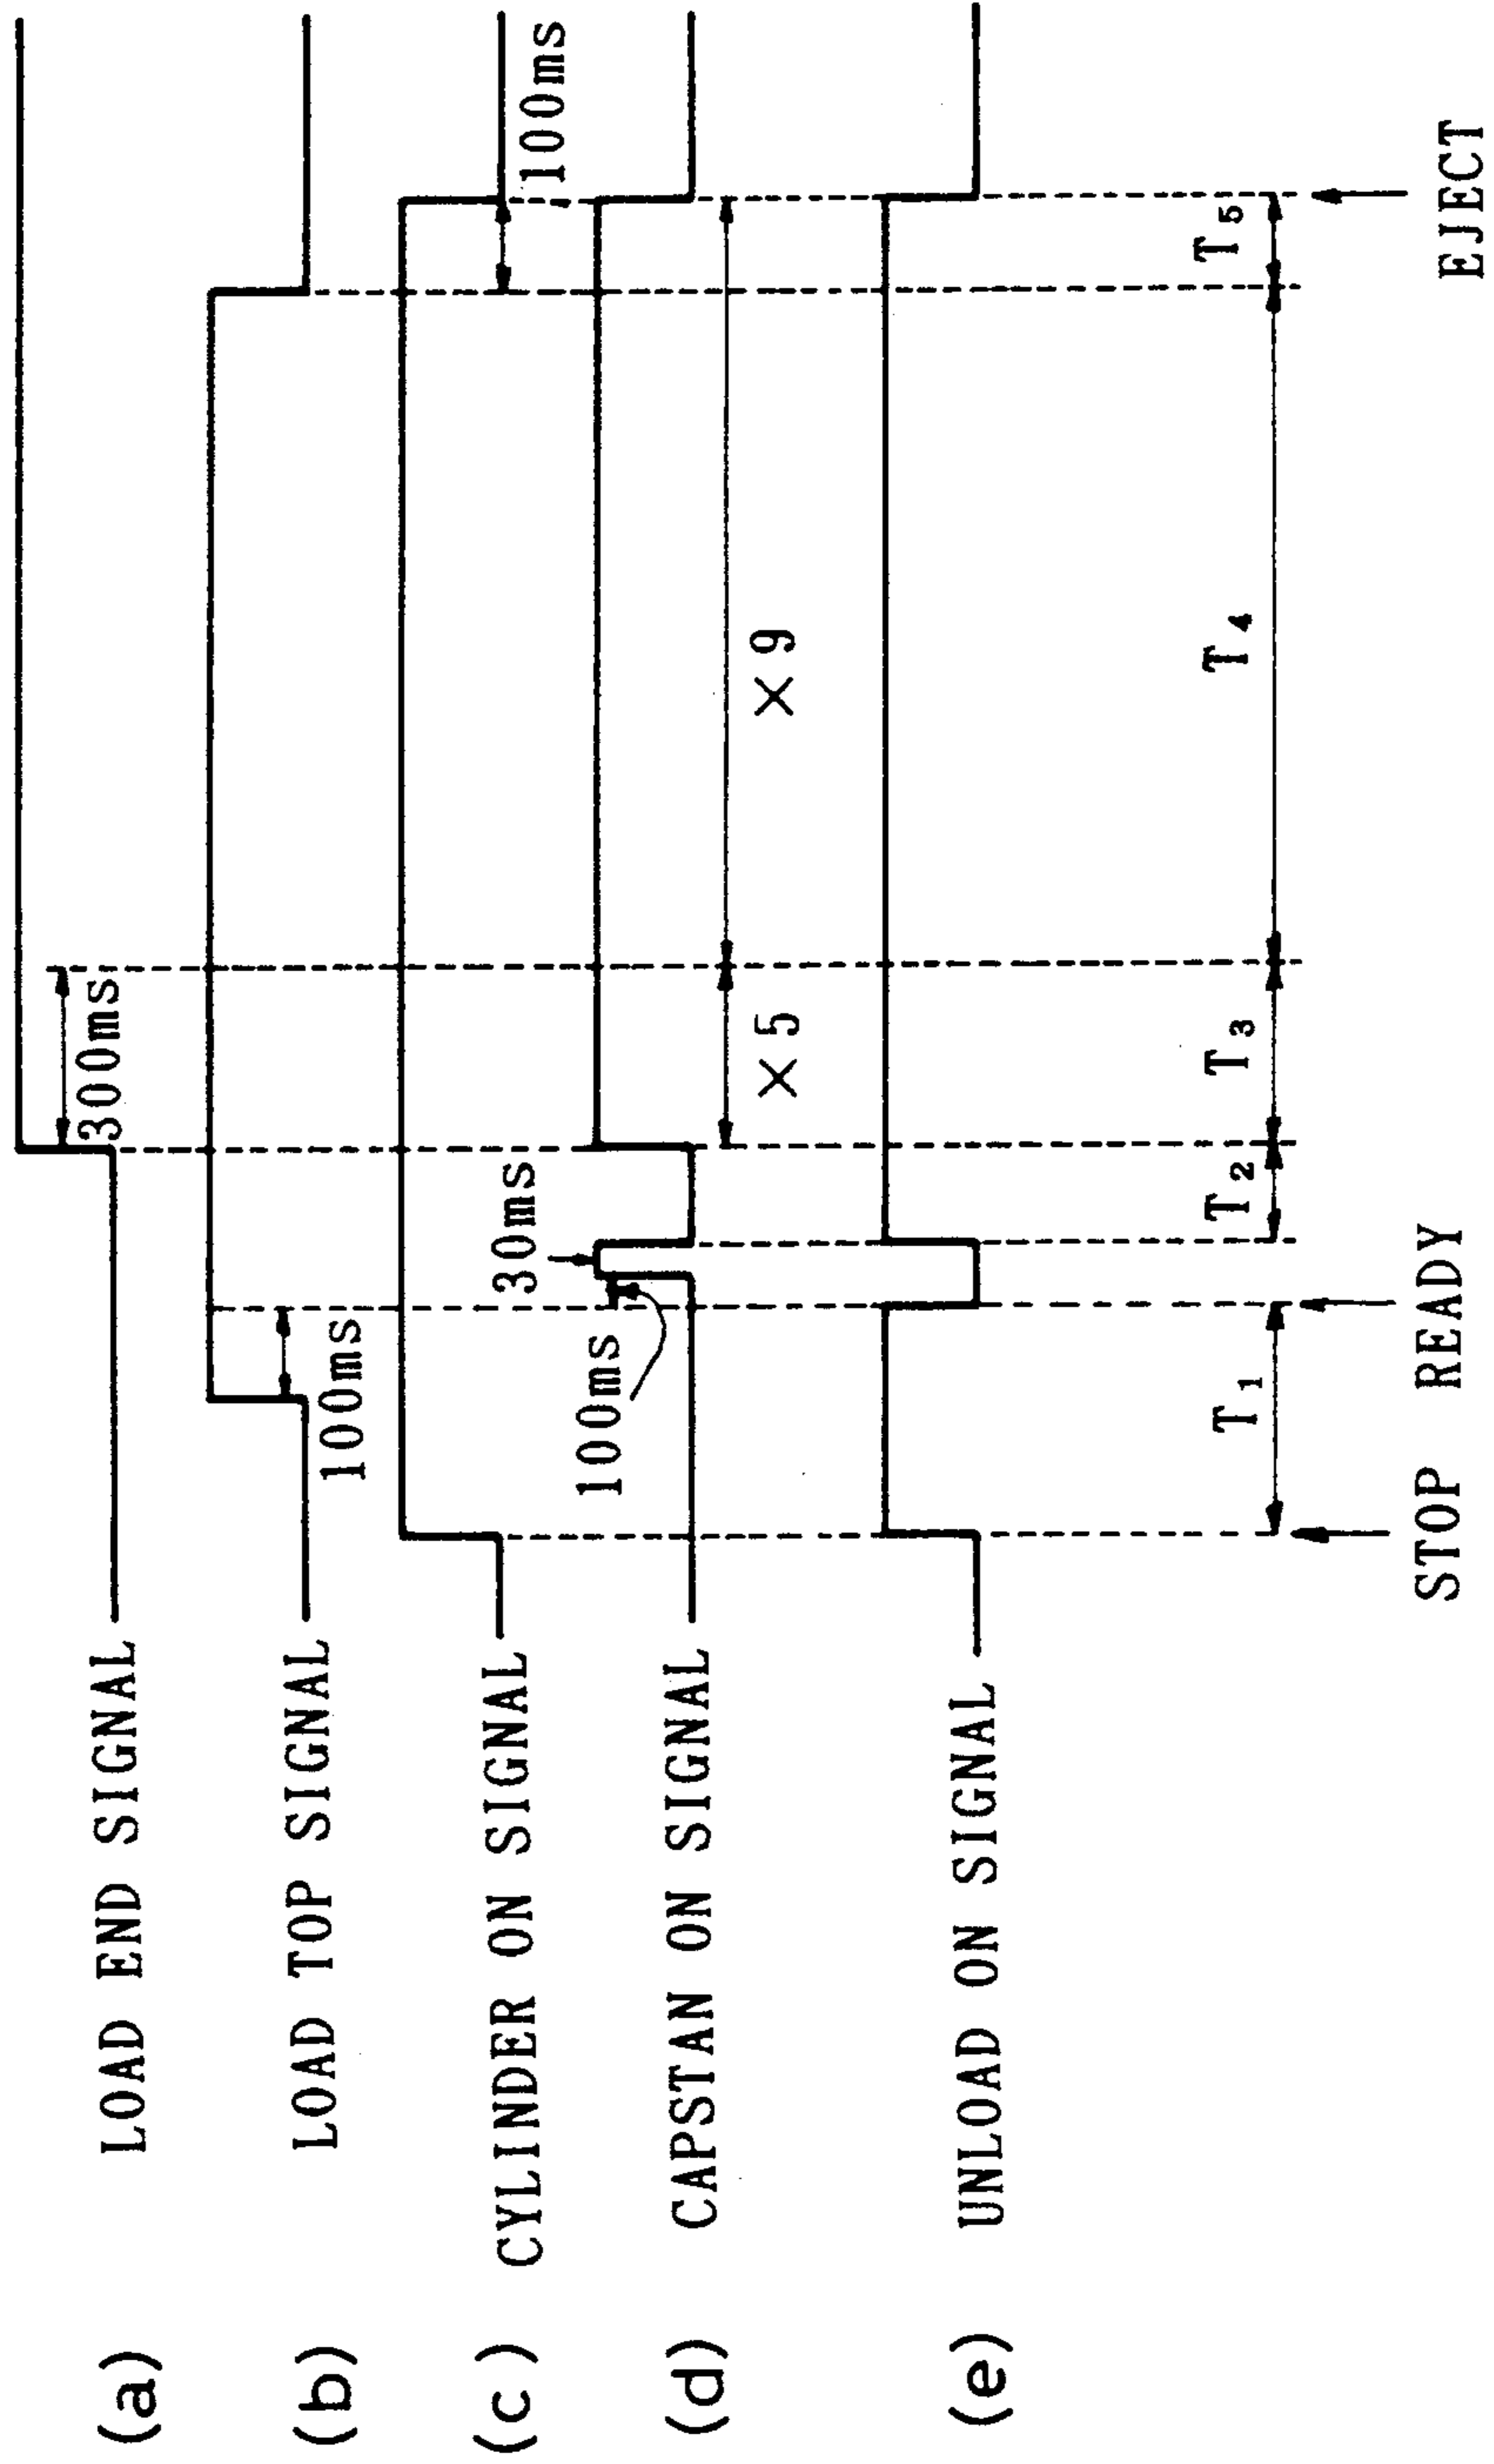 (a) LOAD END SIGNAL
300ms
(b) LOAD TOP SIGNAL
100ms
(c) CYLINDER ON SIGNAL
100ms
30ms
(d) CAPSTAN ON SIGNAL
100ms
×5
×9
(e) UNLOAD ON SIGNAL
T1
T2
T3
T4
T5
STOP
READY
EJECT